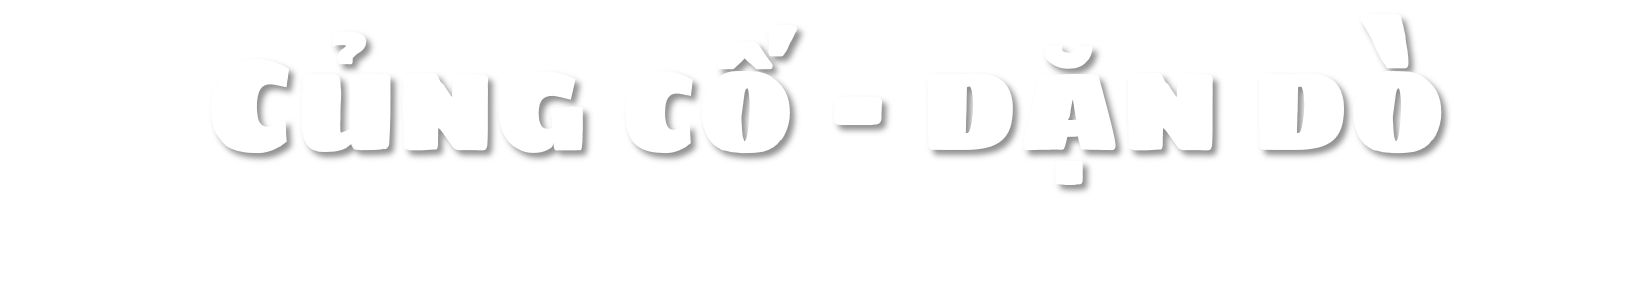 Củng cố - dặn dò